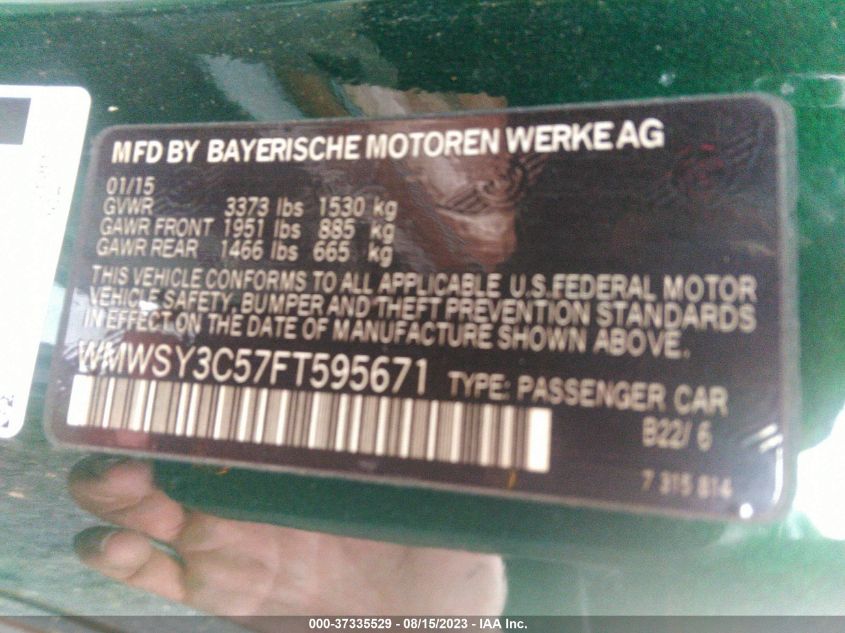 MFD BY BAYERISCHE MOTOREN WERKE AG
01/15
GVWR 3373 lbs 1530 kg
GAWR FRONT 1951 lbs 885 kg
GAWR REAR 1466 lbs 665 kg
THIS VEHICLE CONFORMS TO ALL APPLICABLE U.S.FEDERAL MOTOR
VEHICLE SAFETY, BUMPER AND THEFT PREVENTION STANDARDS
IN EFFECT ON THE DATE OF MANUFACTURE SHOWN ABOVE.
WMWSY3C57FT595671 TYPE: PASSENGER CAR
B22/ 6
7 315 814
000-37335529 - 08/15/2023 - IAA Inc.